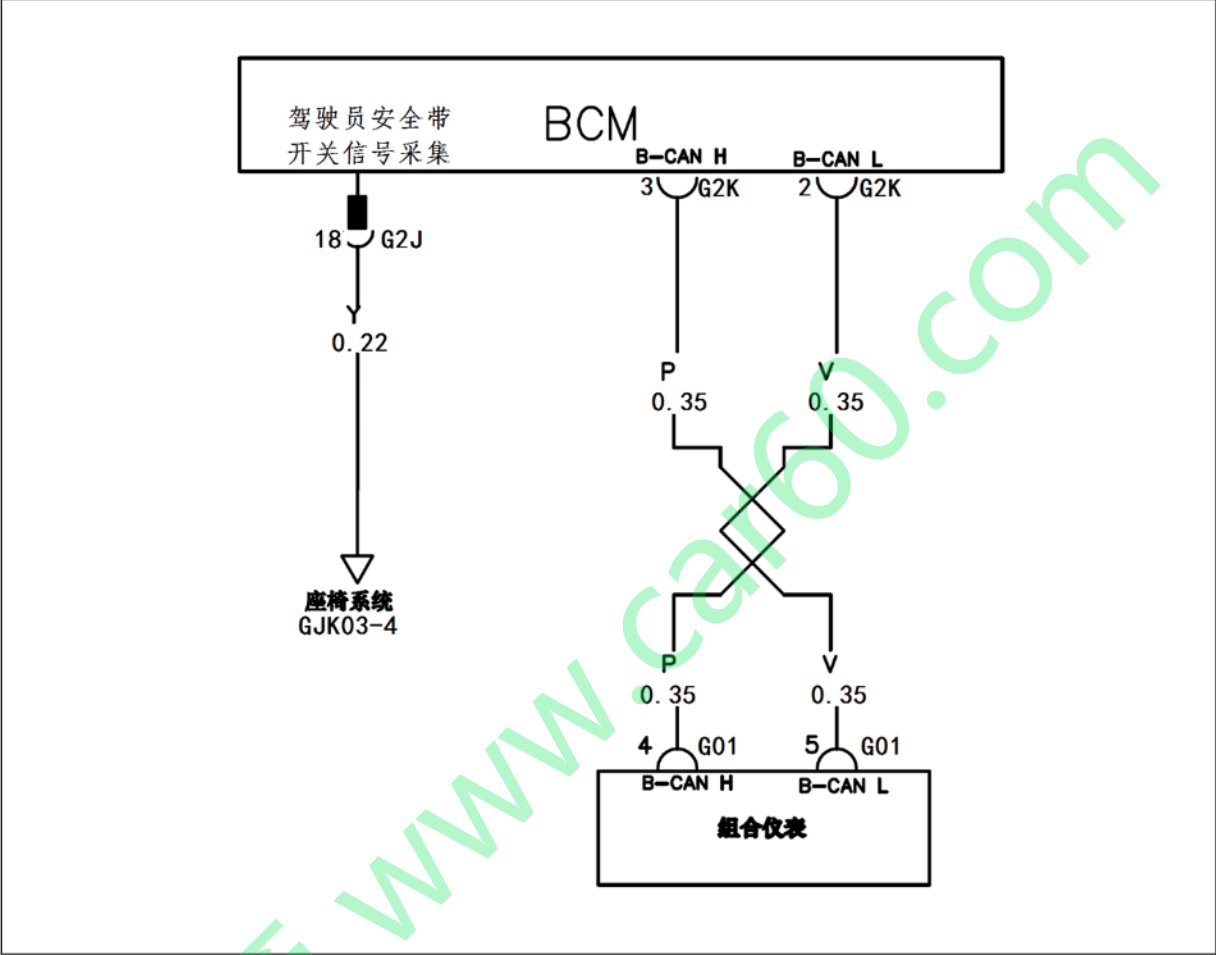 驾驶员安全带
开关信号采集
BCM
B-CAN H
B-CAN L
3
G2K
2
G2K
18
G2J
Y
0.22
P
V
0.35
0.35
座椅系统
GJK03-4
P
V
0.35
0.35
4
G01
5
G01
B-CAN H
B-CAN L
组合仪表
www.car60.com